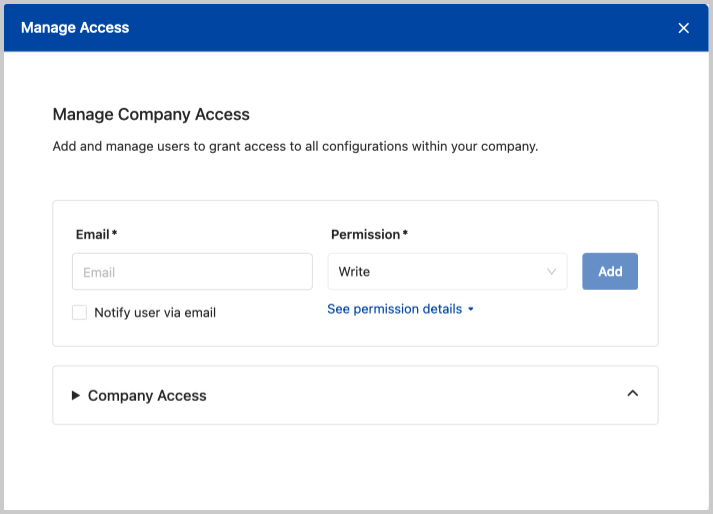 Manage Access
Manage Company Access
Add and manage users to grant access to all configurations within your company.
Email* Permission*
Email Write Add
Notify user via email See permission details
Company Access